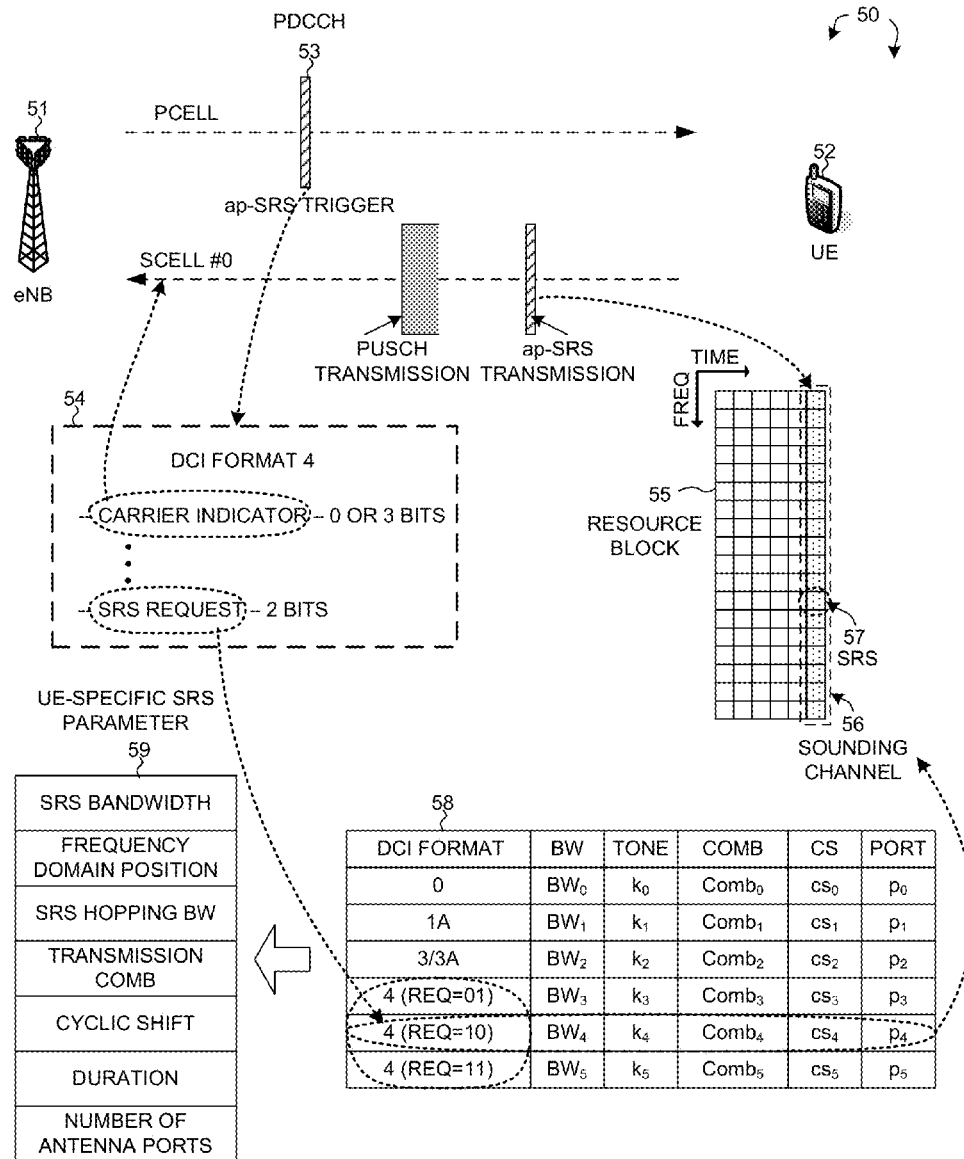 PDCCH
50
53
51
PCELL
52
ap-SRS TRIGGER
SCELL #0
UE
eNB
PUSCH TRANSMISSION
ap-SRS TRANSMISSION
TIME
FREQ
54
DCI FORMAT 4
55
RESOURCE BLOCK
CARRIER INDICATOR – 0 OR 3 BITS
SRS REQUEST – 2 BITS
57
SRS
UE-SPECIFIC SRS PARAMETER
56
SOUNDING CHANNEL
59
SRS BANDWIDTH
FREQUENCY DOMAIN POSITION
SRS HOPPING BW
TRANSMISSION COMB
CYCLIC SHIFT
DURATION
NUMBER OF ANTENNA PORTS
58
DCI FORMAT BW TONE COMB CS PORT
0 BW₀ k₀ Comb₀ cs₀ p₀
1A BW₁ k₁ Comb₁ cs₁ p₁
3/3A BW₂ k₂ Comb₂ cs₂ p₂
4 (REQ=01) BW₃ k₃ Comb₃ cs₃ p₃
4 (REQ=10) BW₄ k₄ Comb₄ cs₄ p₄
4 (REQ=11) BW₅ k₅ Comb₅ cs₅ p₅